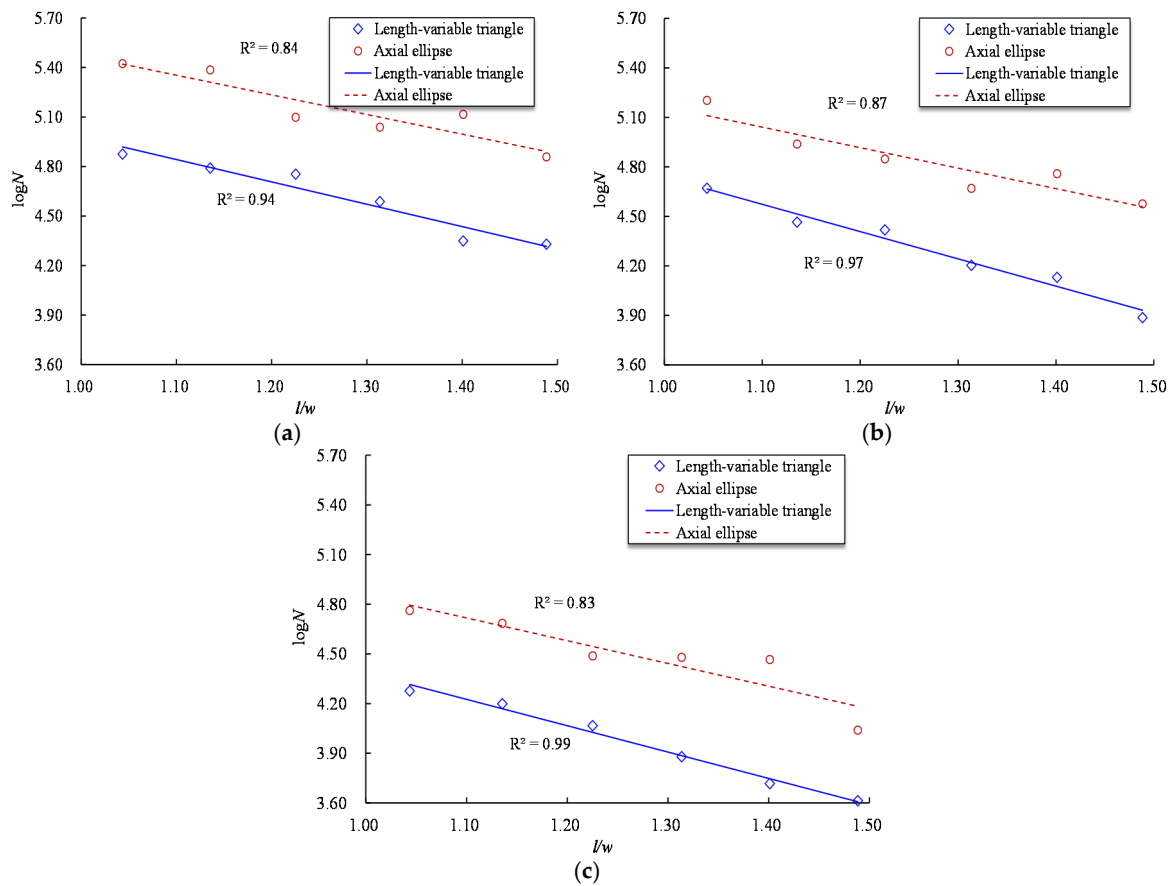 5.70
5.40
5.10
4.80
4.50
4.20
3.90
3.60
logN
R² = 0.84
R² = 0.94
Length-variable triangle
Axial ellipse
Length-variable triangle
Axial ellipse
1.00 1.10 1.20 1.30 1.40 1.50
l/w
(a)
5.70
5.40
5.10
4.80
4.50
4.20
3.90
3.60
logN
R² = 0.87
R² = 0.97
Length-variable triangle
Axial ellipse
Length-variable triangle
Axial ellipse
1.00 1.10 1.20 1.30 1.40 1.50
l/w
(b)
5.70
5.40
5.10
4.80
4.50
4.20
3.90
3.60
logN
R² = 0.83
R² = 0.99
Length-variable triangle
Axial ellipse
Length-variable triangle
Axial ellipse
1.00 1.10 1.20 1.30 1.40 1.50
l/w
(c)